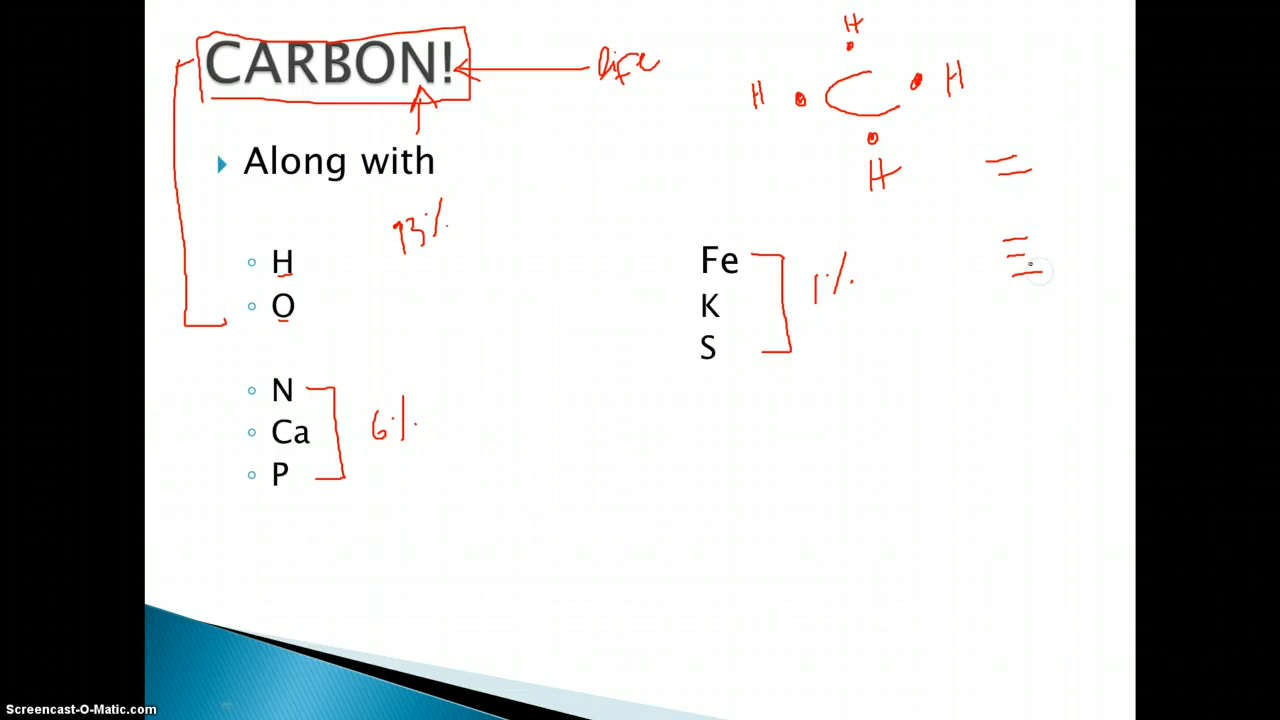 CARBON!
life
Along with
93%
H
O
N
Ca
P
6%
Fe
K
S
1%
H
H
C
H
H
Screencast-O-Matic.com